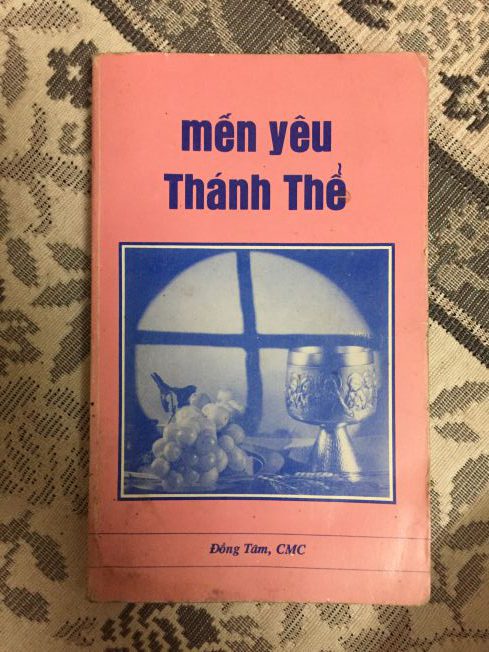 mến yêu
Thánh Thể
Đồng Tâm, CMC